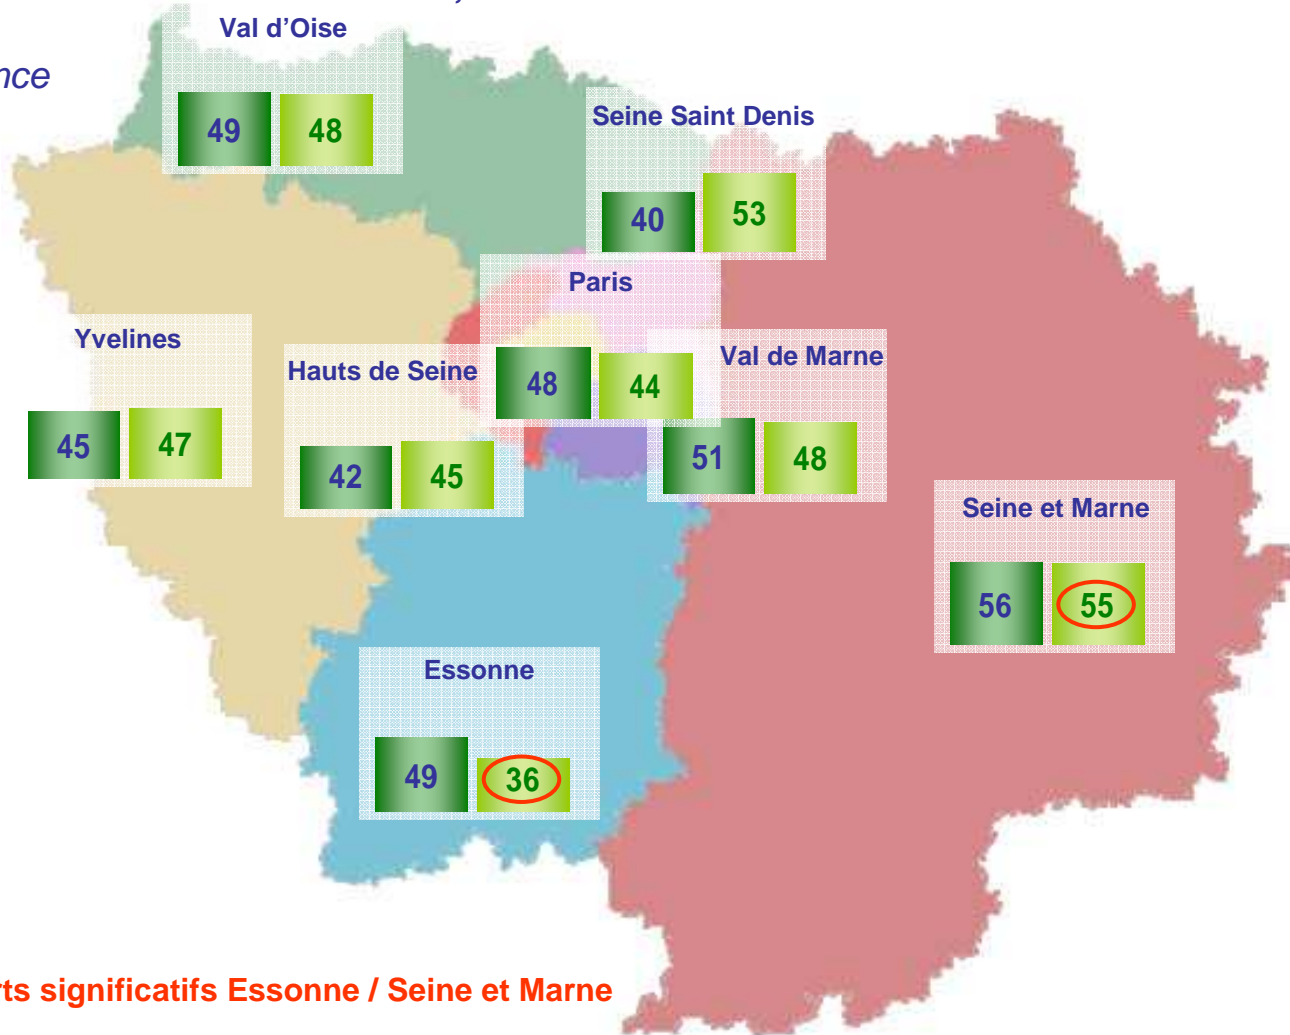 Val d'Oise
49 48
Seine Saint Denis
40 53
Paris
48 44
Yvelines
45 47
Hauts de Seine
42 45
Val de Marne
51 48
Seine et Marne
56 55
Essonne
49 36
significatifs Essonne / Seine et Marne